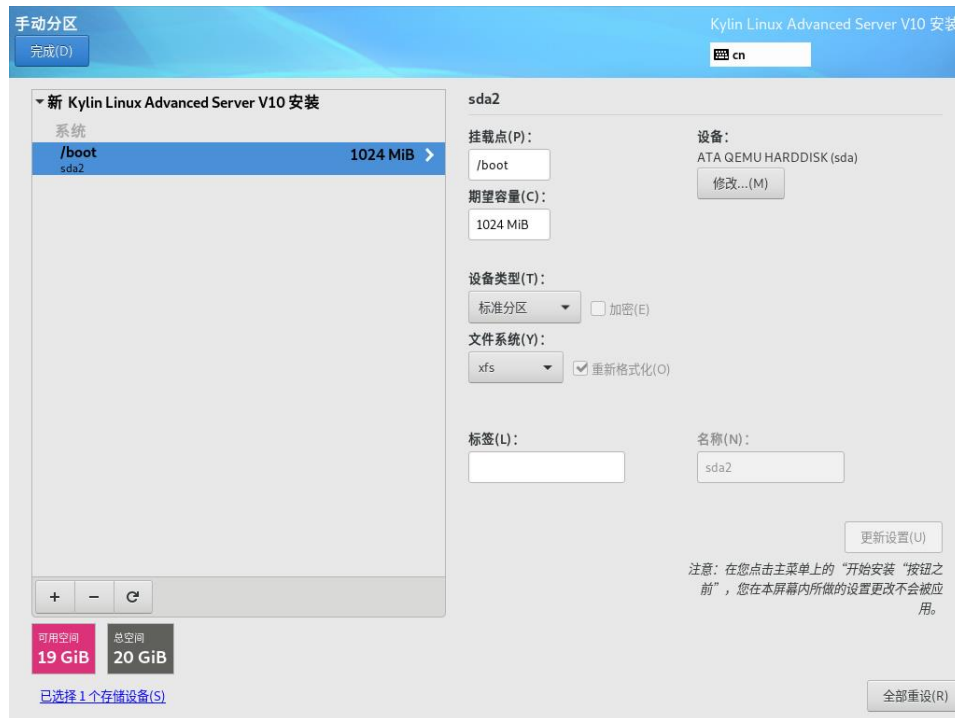 手动分区
完成(D)
Kylin Linux Advanced Server V10 安装
cn
新 Kylin Linux Advanced Server V10 安装
系统
/boot
1024 MiB
sda2
sda2
挂载点(P):
/boot
设备:
ATA QEMU HARDDISK (sda)
修改...(M)
期望容量(C):
1024 MiB
设备类型(T):
标准分区
加密(E)
文件系统(Y):
xfs
重新格式化(O)
标签(L):
名称(N):
sda2
更新设置(U)
注意: 在您点击主菜单上的“开始安装“按钮之
前”, 您在本屏幕内所做的设置更改不会被应
用。
+ −
可用空间
19 GiB
总空间
20 GiB
已选择 1 个存储设备(S)
全部重设(R)